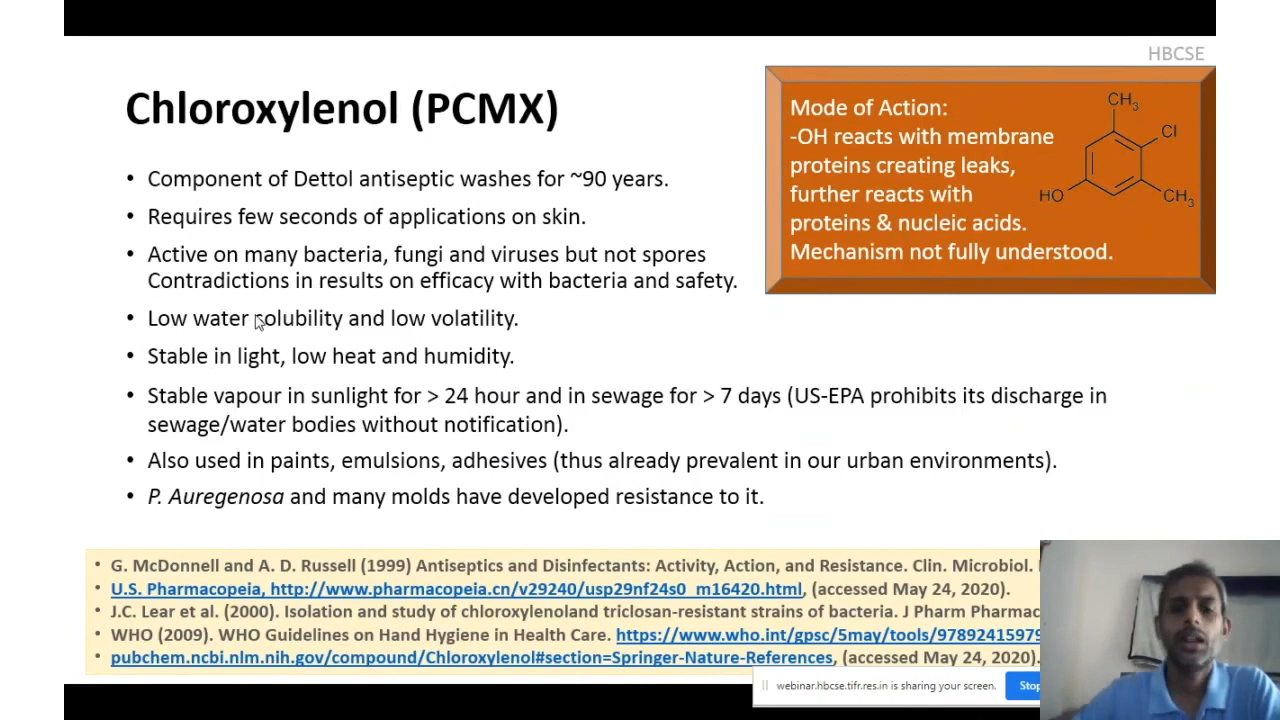 HBCSE
Chloroxylenol (PCMX)
• Component of Dettol antiseptic washes for ~90 years.
• Requires few seconds of applications on skin.
• Active on many bacteria, fungi and viruses but not spores
Contradictions in results on efficacy with bacteria and safety.
• Low water solubility and low volatility.
• Stable in light, low heat and humidity.
• Stable vapour in sunlight for > 24 hour and in sewage for > 7 days (US-EPA prohibits its discharge in
sewage/water bodies without notification).
• Also used in paints, emulsions, adhesives (thus already prevalent in our urban environments).
• P. Auregenosa and many molds have developed resistance to it.
Mode of Action:
-OH reacts with membrane
proteins creating leaks,
further reacts with
proteins & nucleic acids.
Mechanism not fully understood.
CH3
Cl
HO
CH3
• G. McDonnell and A. D. Russell (1999) Antiseptics and Disinfectants: Activity, Action, and Resistance. Clin. Microbiol.
• U.S. Pharmacopeia, http://www.pharmacopeia.cn/v29240/usp29nf24s0_m16420.html, (accessed May 24, 2020).
• J.C. Lear et al. (2000). Isolation and study of chloroxylenoland triclosan-resistant strains of bacteria. J Pharm Pharmac
• WHO (2009). WHO Guidelines on Hand Hygiene in Health Care. https://www.who.int/gpsc/5may/tools/97892415979
• pubchem.ncbi.nlm.nih.gov/compound/Chloroxylenol#section=Springer-Nature-References, (accessed May 24, 2020).
webinar.hbcse.tifr.res.in is sharing your screen.
Stop